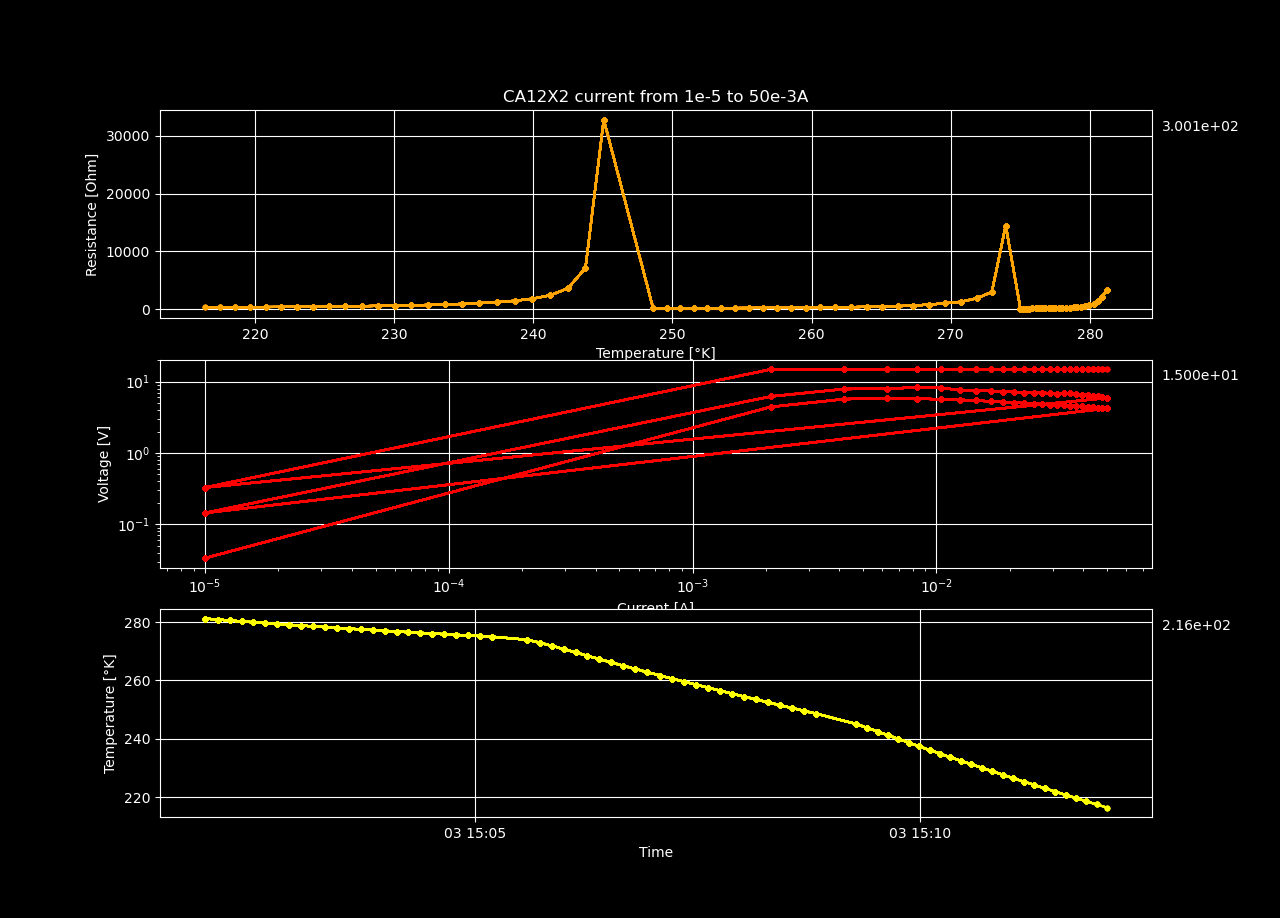 CA12X2 current from 1e-5 to 50e-3A
3.001e+02
Resistance [Ohm]
30000
20000
10000
0
220 230 240 250 260 270 280
Temperature [°K]
1.500e+01
Voltage [V]
10¹
10⁰
10⁻¹
10⁻⁵ 10⁻⁴ 10⁻³ 10⁻²
Current [A]
2.16e+02
Temperature [°K]
280
260
240
220
03 15:05 03 15:10
Time